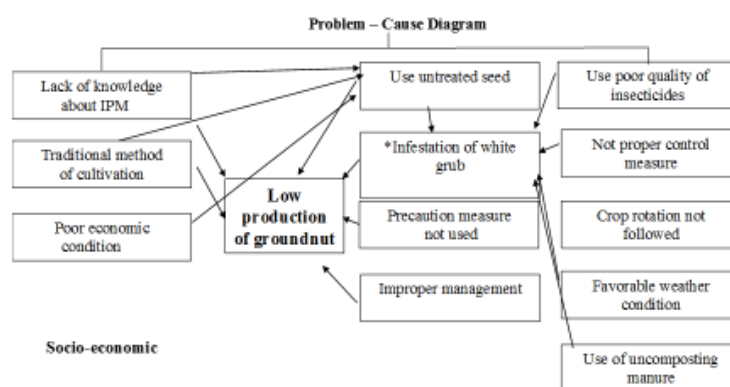 Problem – Cause Diagram
Lack of knowledge
about IPM
Use untreated seed
Use poor quality of
insecticides
Traditional method
of cultivation
*Infestation of white
grub
Not proper control
measure
Low
production
of groundnut
Poor economic
condition
Precaution measure
not used
Crop rotation not
followed
Improper management
Favorable weather
condition
Socio-economic
Use of uncomposting
manure